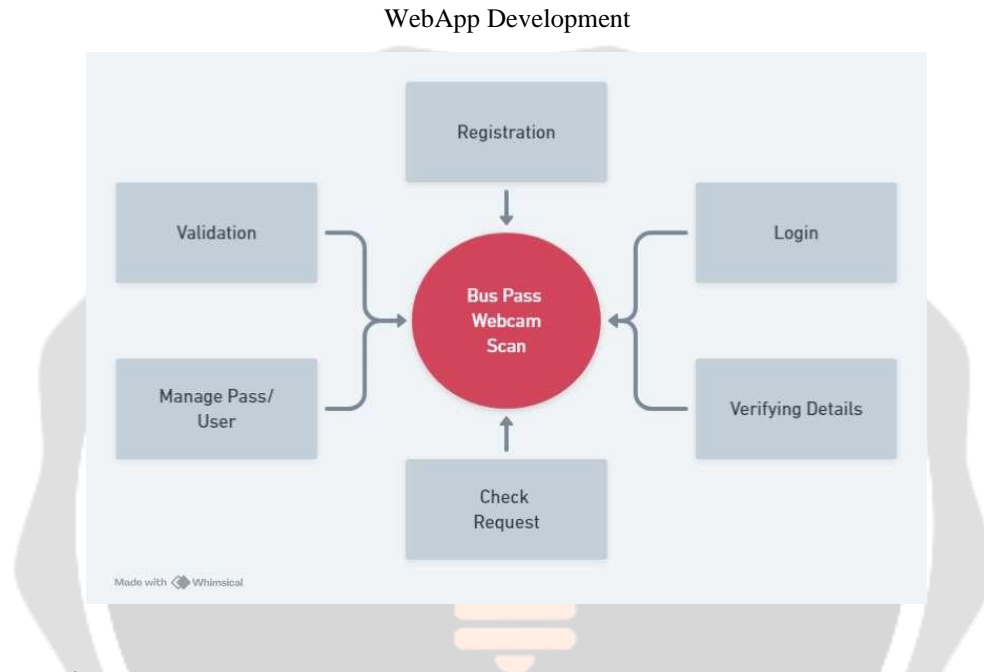 WebApp Development
Registration
Validation
Login
Bus Pass
Webcam
Scan
Manage Pass/
User
Verifying Details
Check
Request
Made with Whimsical